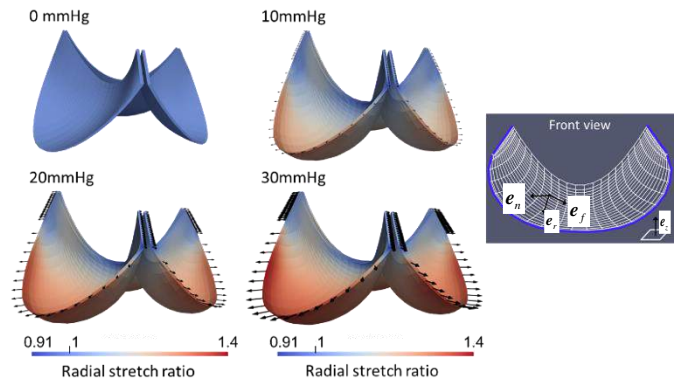 0 mmHg
10mmHg
20mmHg
30mmHg
0.91
1
1.4
Radial stretch ratio
0.91
1
1.4
Radial stretch ratio
Front view
e_n
e_r
e_f
e_z